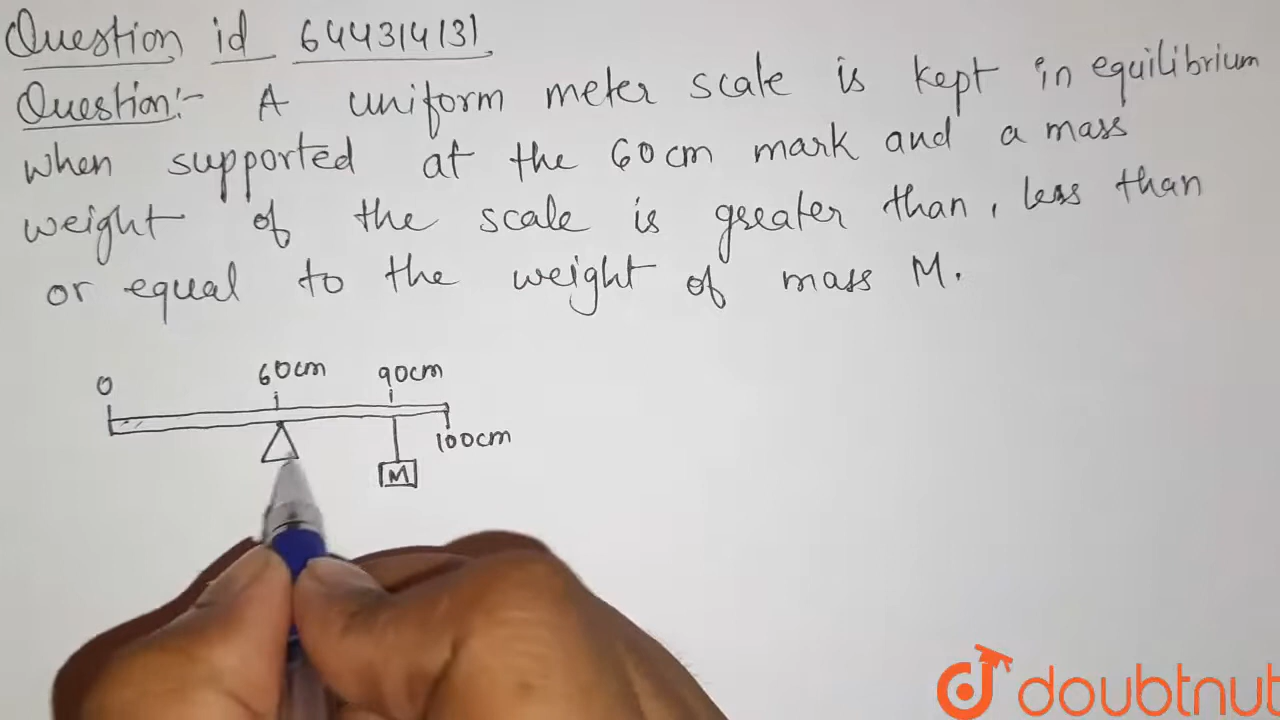 Question id 644314131
Question:- A uniform meter scale is kept in equilibrium
when supported at the 60cm mark and a mass
weight of the scale is greater than, less than
or equal to the weight of mass M.
0 60cm 90cm
100cm
M
doubtnut